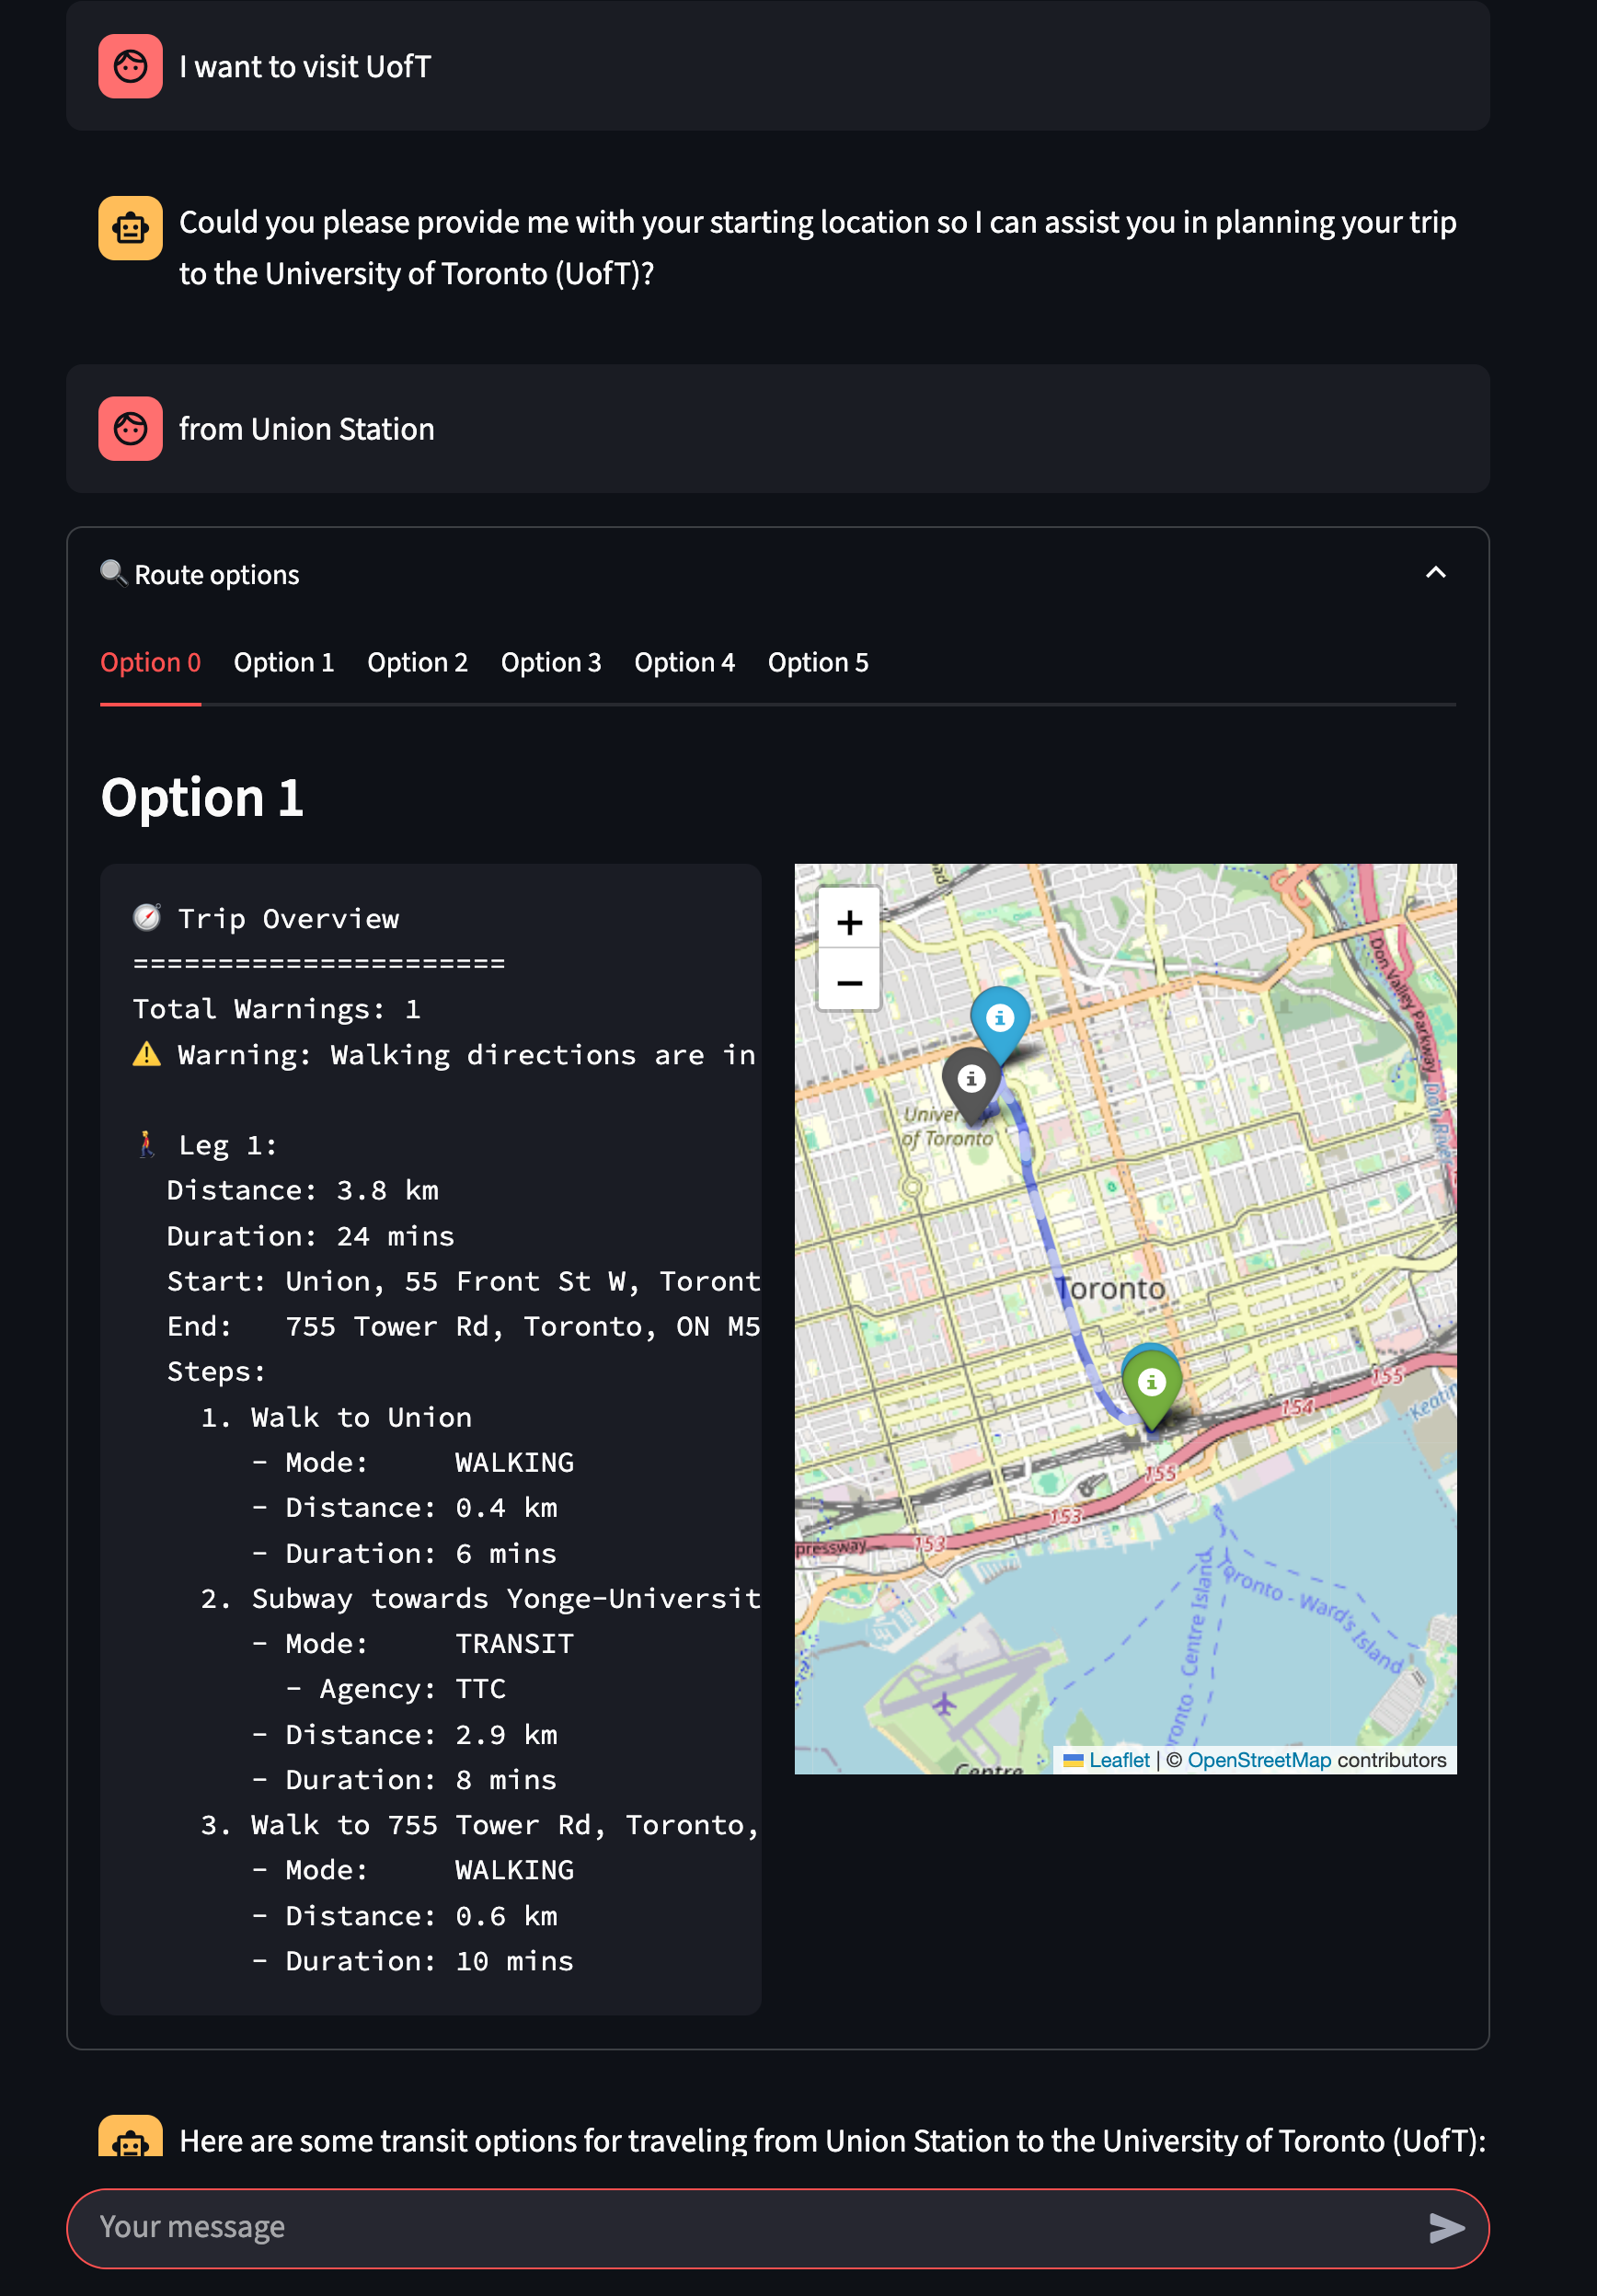 I want to visit UofT
Could you please provide me with your starting location so I can assist you in planning your trip
to the University of Toronto (UofT)?
from Union Station
Route options
Option 0 Option 1 Option 2 Option 3 Option 4 Option 5
Option 1
Trip Overview
======================
Total Warnings: 1
Warning: Walking directions are in
Leg 1:
Distance: 3.8 km
Duration: 24 mins
Start: Union, 55 Front St W, Toront
End: 755 Tower Rd, Toronto, ON M5
Steps:
1. Walk to Union
- Mode: WALKING
- Distance: 0.4 km
- Duration: 6 mins
2. Subway towards Yonge-Universit
- Mode: TRANSIT
- Agency: TTC
- Distance: 2.9 km
- Duration: 8 mins
3. Walk to 755 Tower Rd, Toronto,
- Mode: WALKING
- Distance: 0.6 km
- Duration: 10 mins
+
−
Don Valley Parkway
Don River
of Toronto
Toronto
155
154
155
153
153
pressway
Toronto - Ward's Island
oronto - Centre Island
Centre
Leaflet | © OpenStreetMap contributors
Here are some transit options for traveling from Union Station to the University of Toronto (UofT):
Your message